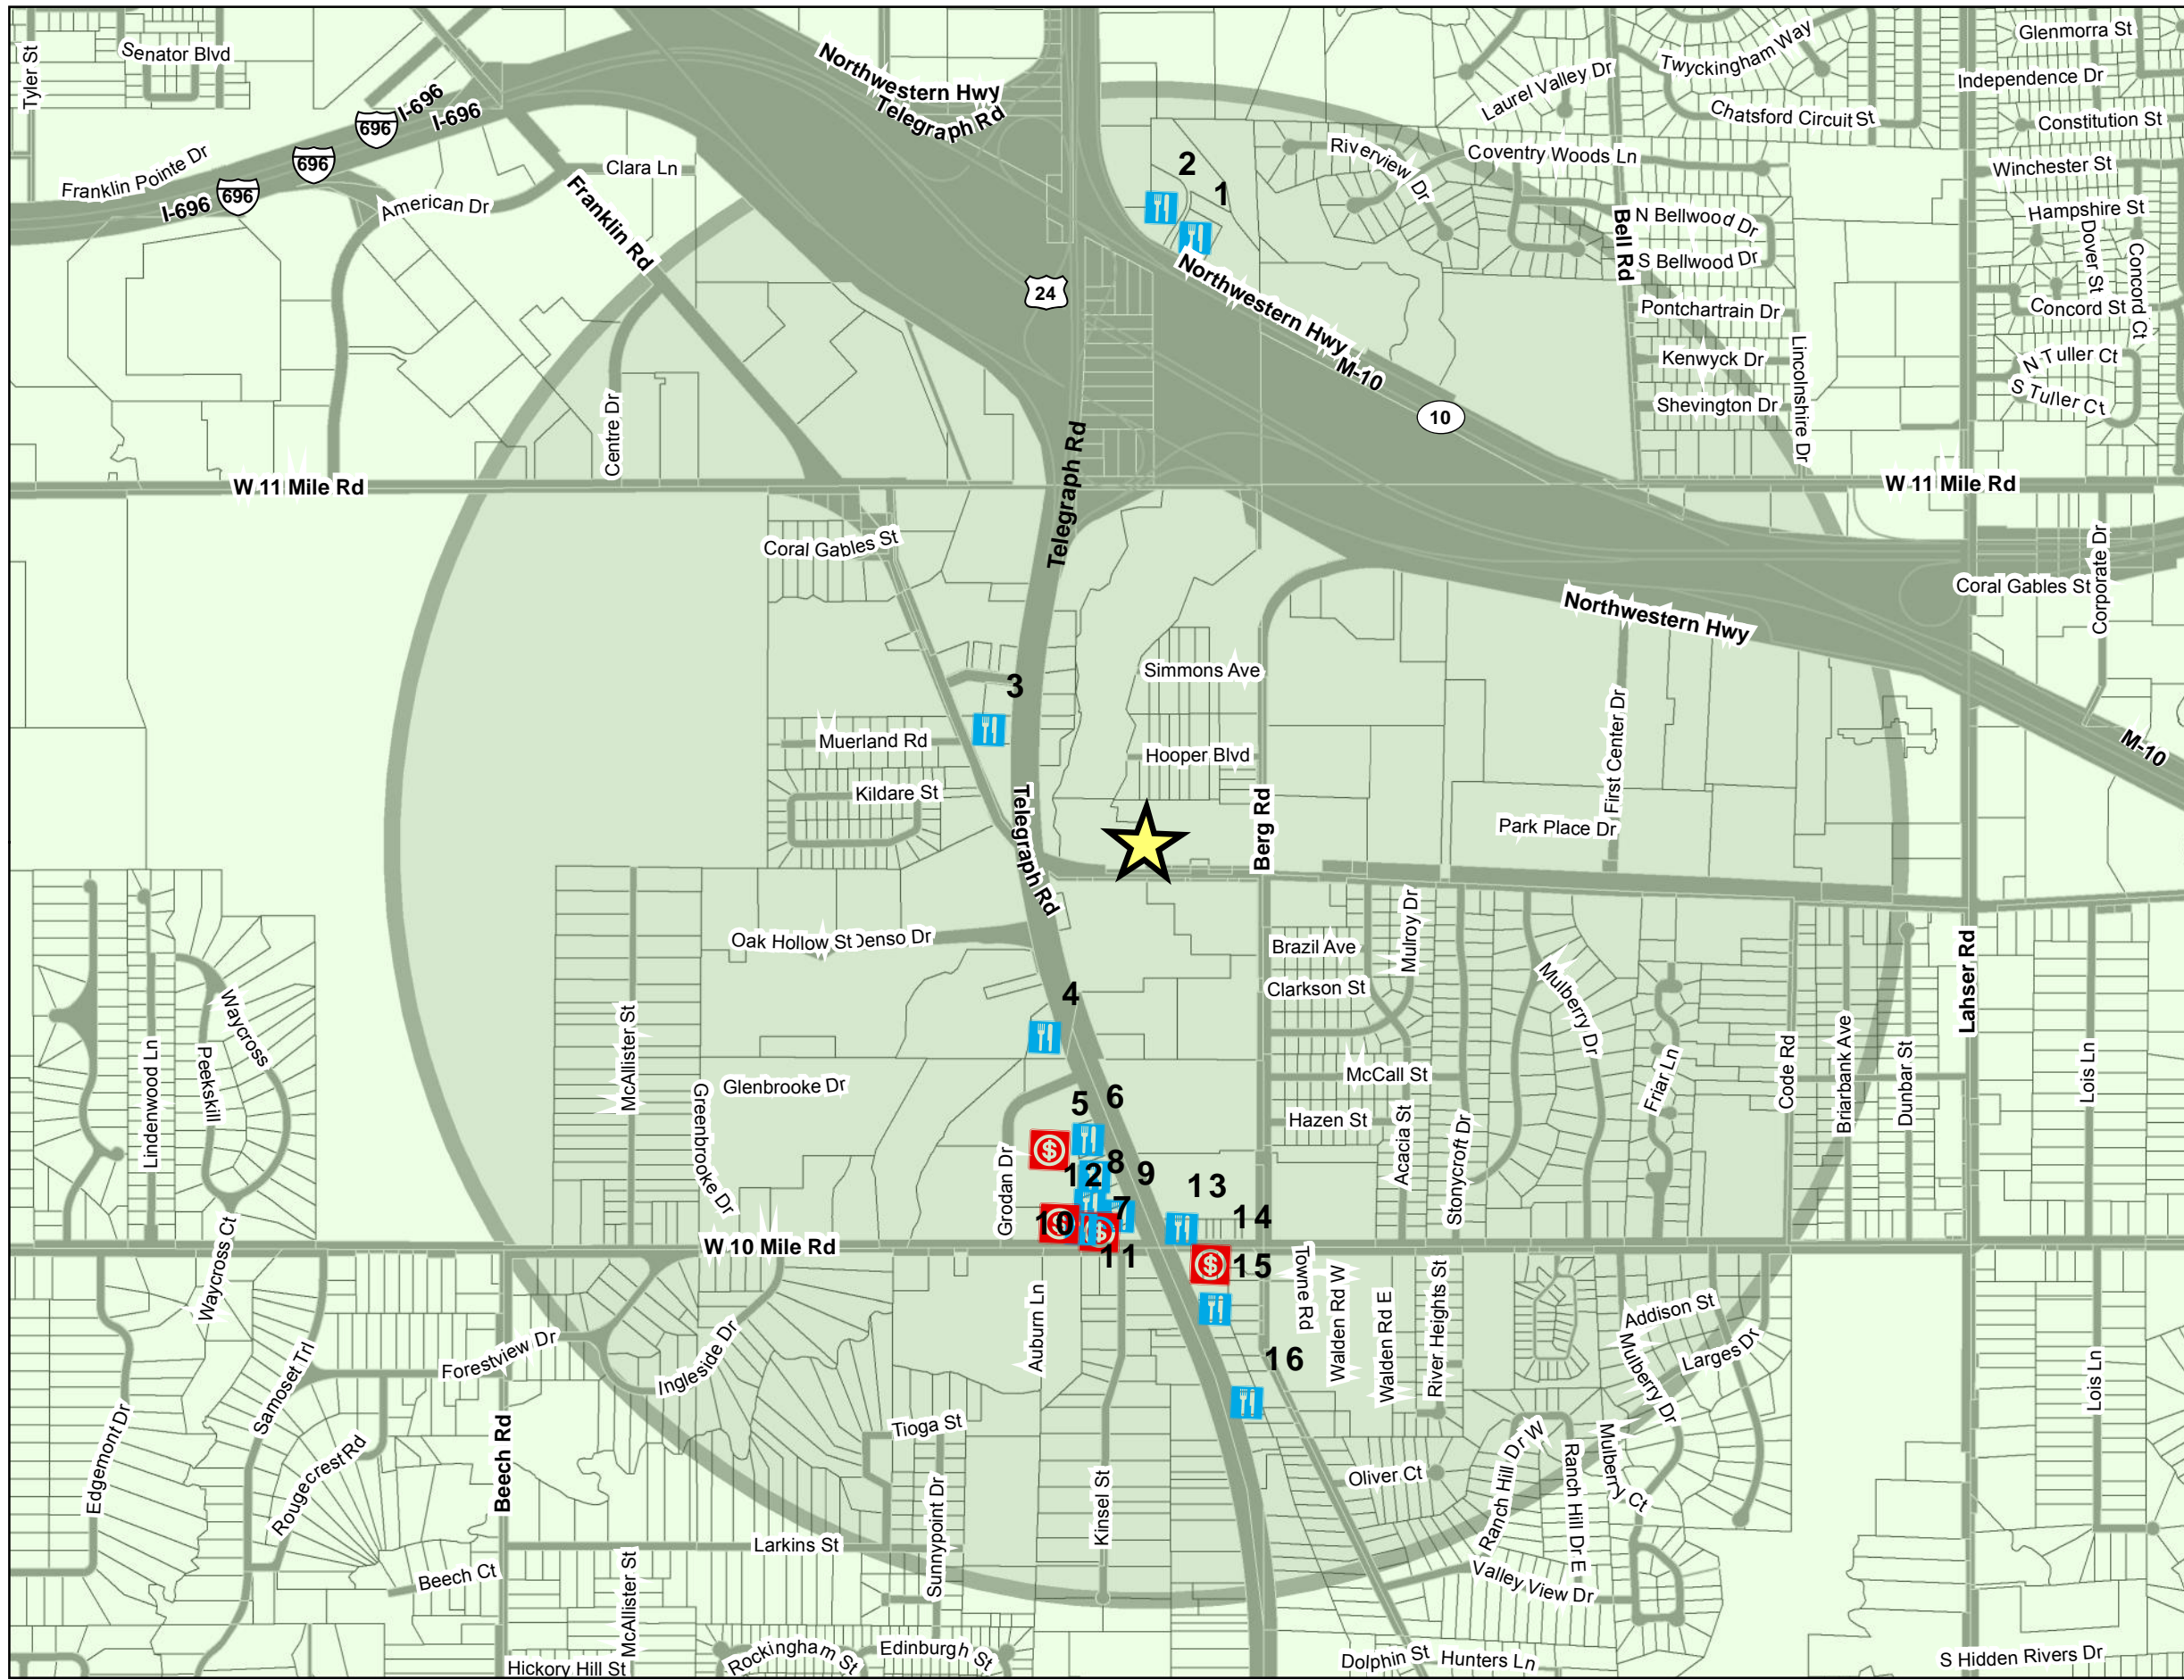 Tyler St
Senator Blvd
Northwestern Hwy
Telegraph Rd
Twyckingham Way
Glenmorra St
Laurel Valley Dr
Independence Dr
Chatsford Circuit St
Constitution St
I-696
I-696
696
696
696
I-696
Franklin Pointe Dr
Clara Ln
American Dr
Franklin Rd
2
1
Riverview Dr
Coventry Woods Ln
Winchester St
Hampshire St
Bell Rd
N Bellwood Dr
S Bellwood Dr
Dover St
Concord Ct
24
Northwestern Hwy
M-10
10
Pontchartrain Dr
Concord St
Kenwyck Dr
Lincolnshire Dr
N Tuller Ct
S Tuller Ct
Shevington Dr
Centre Dr
Telegraph Rd
W 11 Mile Rd
W 11 Mile Rd
Coral Gables St
Coral Gables St
Corporate Dr
Northwestern Hwy
Simmons Ave
3
Muerland Rd
Hooper Blvd
First Center Dr
M-10
Kildare St
Telegraph Rd
Berg Rd
Park Place Dr
Oak Hollow St
Denso Dr
Brazil Ave
Mulroy Dr
Clarkson St
Mulberry Dr
Lahser Rd
4
Waycross
Peekskill
Lindenwood Ln
McAllister St
Glenbrooke Dr
Greenbrooke Dr
McCall St
Hazen St
Acacia St
Stonycroft Dr
Friar Ln
Code Rd
Briarbank Ave
Dunbar St
Lois Ln
5
6
Grodan Dr
12
8
9
13
7
14
10
11
15
W 10 Mile Rd
Waycross Ct
Auburn Ln
Towne Rd
Walden Rd W
Walden Rd E
River Heights St
Addison St
Larges Dr
Mulberry Dr
Samoset Trl
Forestview Dr
Ingleside Dr
16
Edgemont Dr
Rougecrest Rd
Beech Rd
Tioga St
Oliver Ct
Ranch Hill Dr W
Ranch Hill Dr E
Mulberry Ct
Lois Ln
Kinsel St
Sunnypoint Dr
Larkins St
Beech Ct
McAllister St
Valley View Dr
Hickory Hill St
Rockingham St
Edinburgh St
Dolphin St
Hunters Ln
S Hidden Rivers Dr